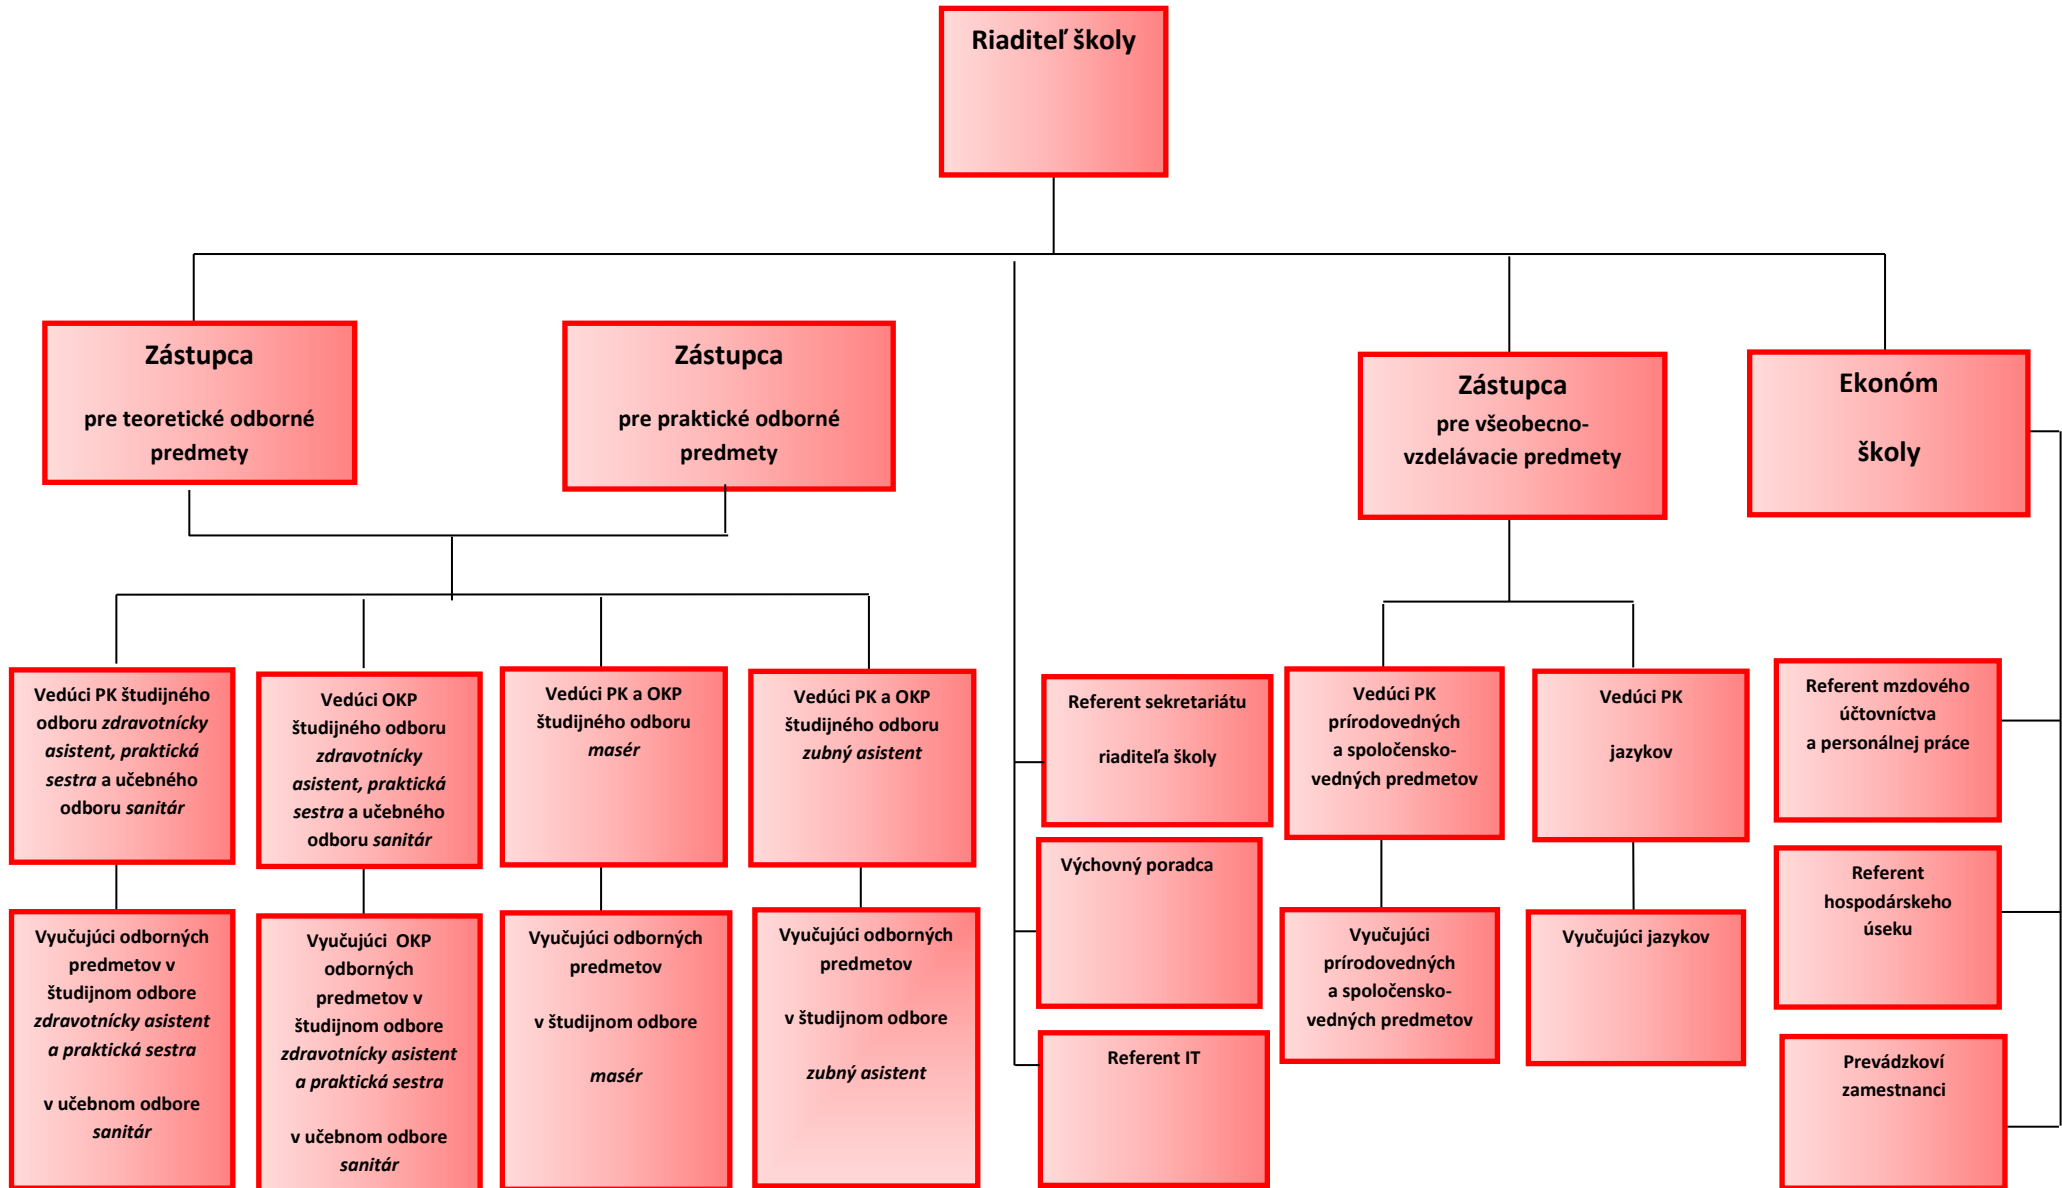 Riaditeľ školy
Zástupca
pre teoretické odborné
predmety
Zástupca
pre praktické odborné
predmety
Zástupca
pre všeobecno-
vzdelávacie predmety
Ekonóm
školy
Vedúci PK študijného
odboru zdravotnícky
asistent, praktická
sestra a učebného
odboru sanitár
Vedúci OKP
študijného odboru
zdravotnícky
asistent, praktická
sestra a učebného
odboru sanitár
Vedúci PK a OKP
študijného odboru
masér
Vedúci PK a OKP
študijného odboru
zubný asistent
Referent sekretariátu
riaditeľa školy
Vedúci PK
prírodovedných
a spoločensko-
vedných predmetov
Vedúci PK
jazykov
Referent mzdového
účtovníctva
a personálnej práce
Výchovný poradca
Referent
hospodárskeho
úseku
Vyučujúci odborných
predmetov v
študijnom odbore
zdravotnícky asistent
a praktická sestra
v učebnom odbore
sanitár
Vyučujúci OKP
odborných
predmetov v
študijnom odbore
zdravotnícky asistent
a praktická sestra
v učebnom odbore
sanitár
Vyučujúci odborných
predmetov
v študijnom odbore
masér
Vyučujúci odborných
predmetov
v študijnom odbore
zubný asistent
Vyučujúci
prírodovedných
a spoločensko-
vedných predmetov
Vyučujúci jazykov
Referent IT
Prevádzkoví
zamestnanci